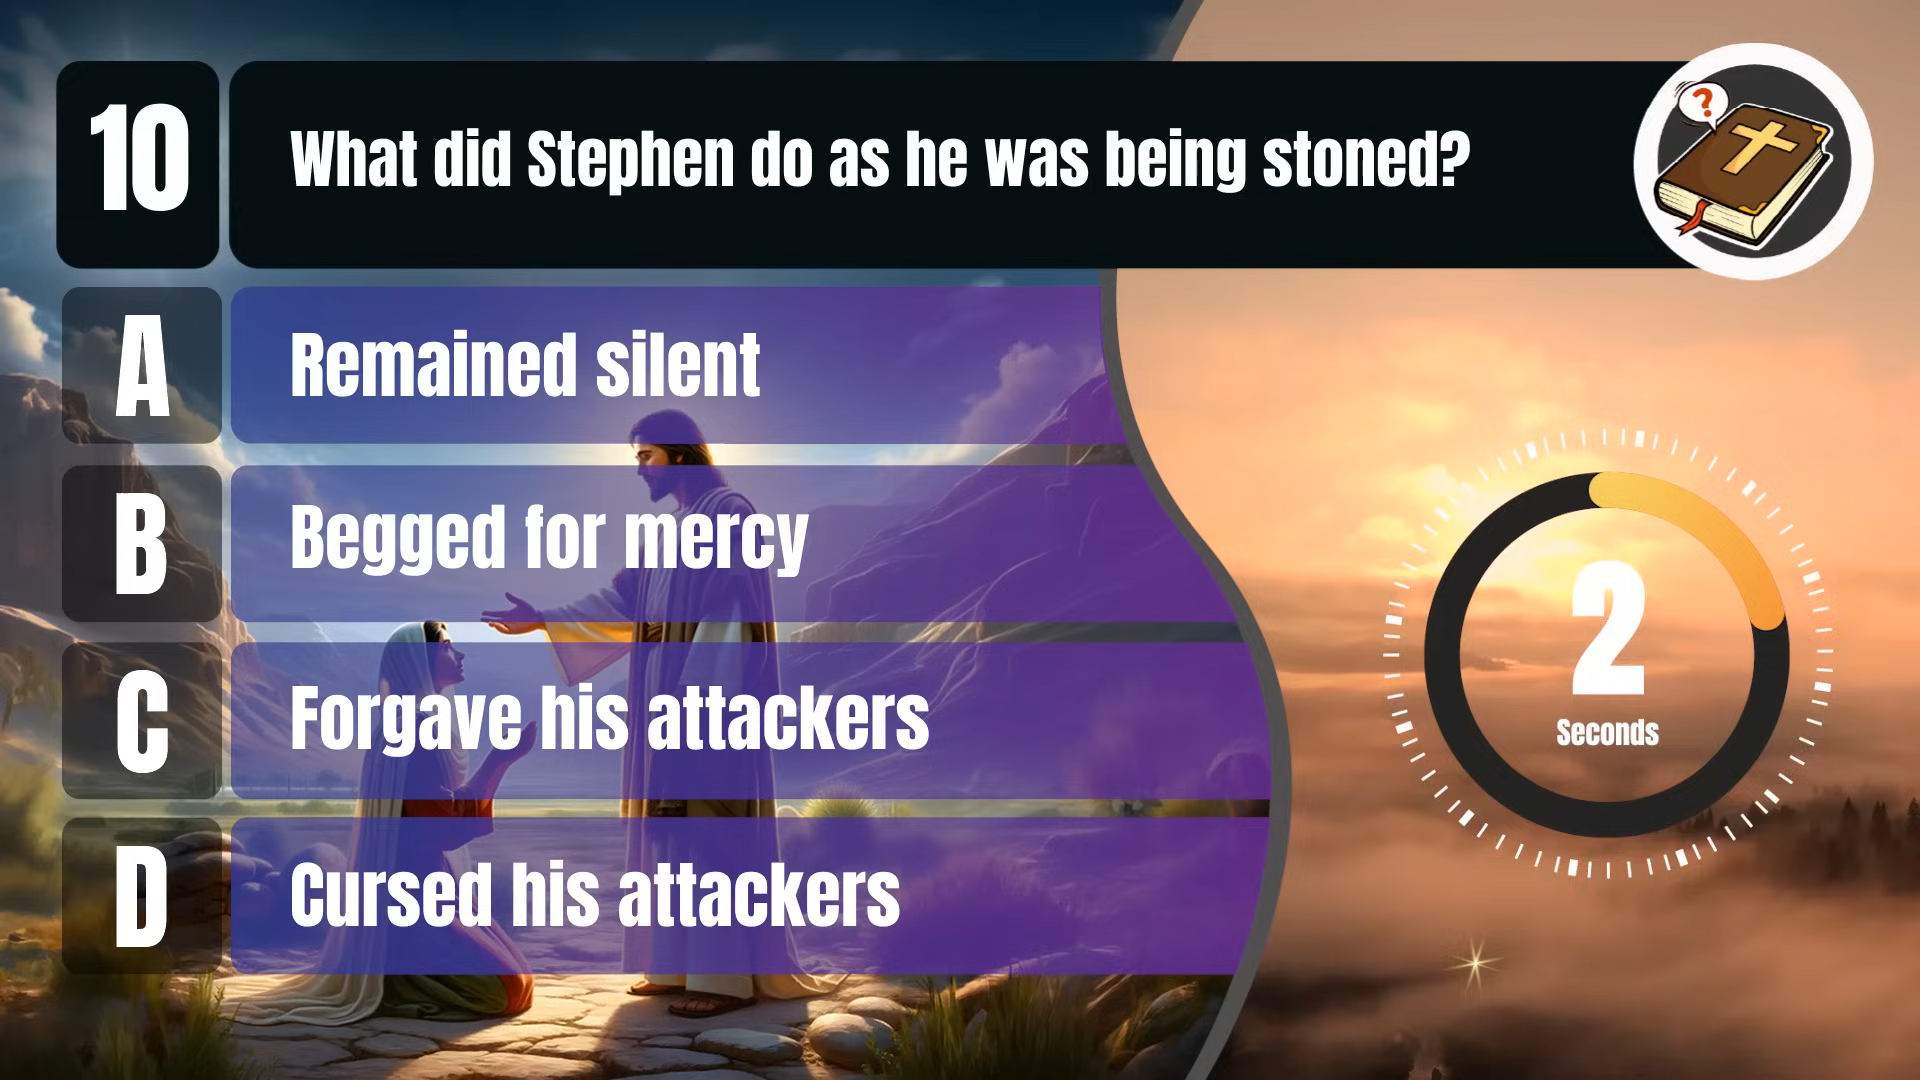 10
What did Stephen do as he was being stoned?
?
A
Remained silent
B
Begged for mercy
C
Forgave his attackers
D
Cursed his attackers
2
Seconds